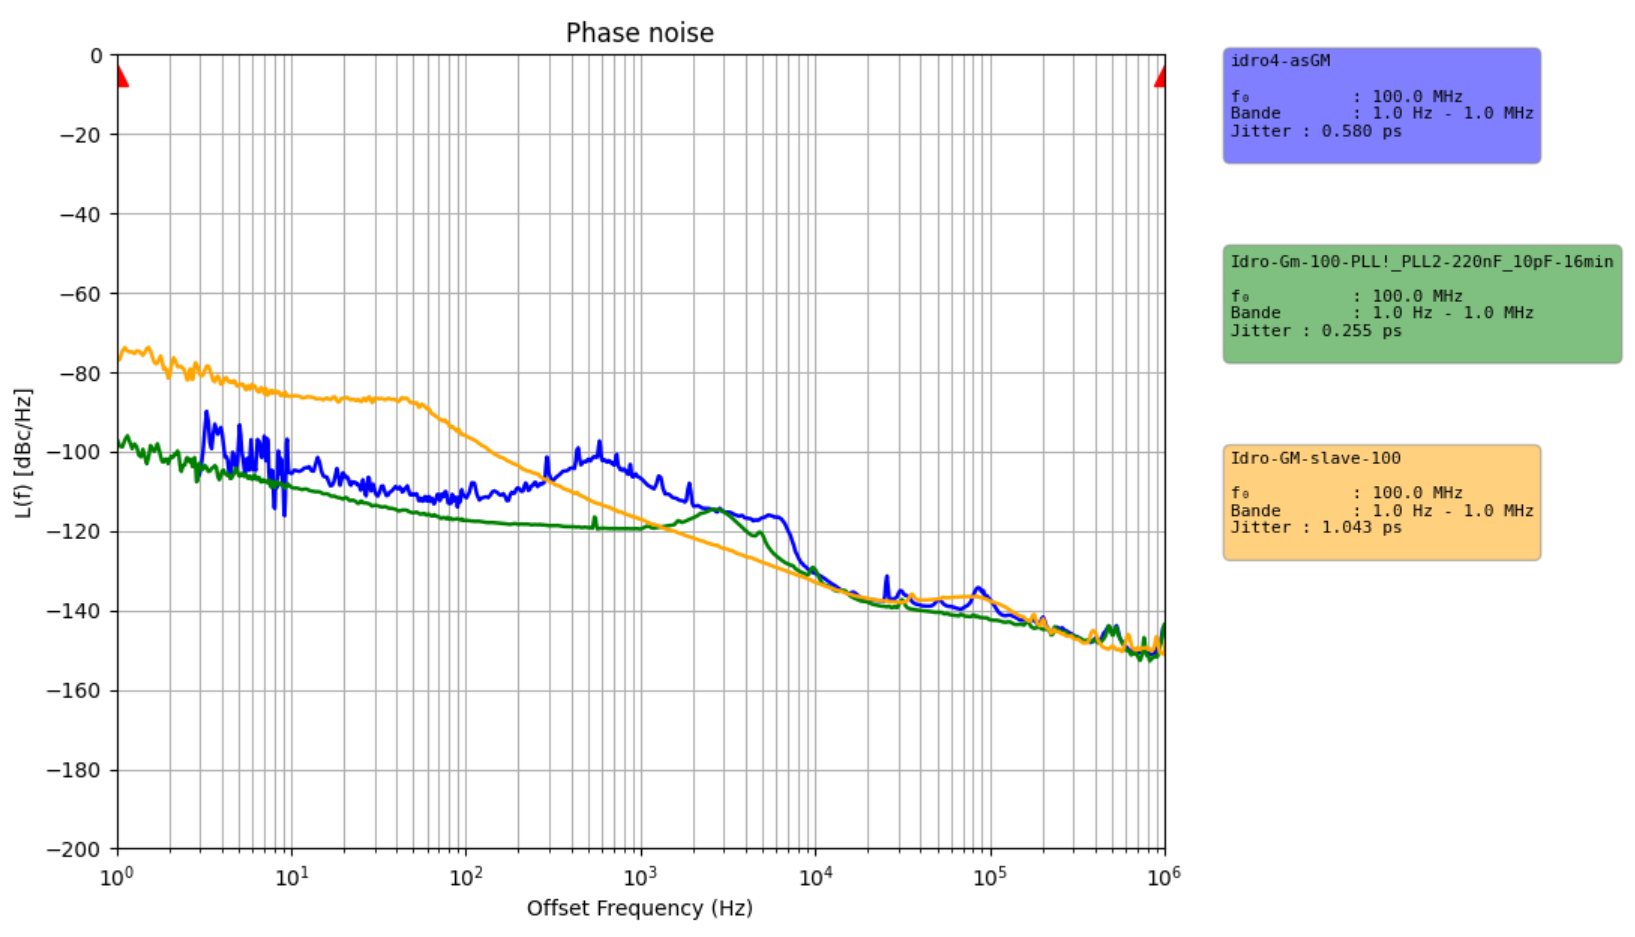 Phase noise
0
−20
−40
−60
−80
−100
−120
−140
−160
−180
−200
L(f) [dBc/Hz]
10⁰ 10¹ 10² 10³ 10⁴ 10⁵ 10⁶
Offset Frequency (Hz)
idro4-asGM
f₀ : 100.0 MHz
Bande : 1.0 Hz - 1.0 MHz
Jitter : 0.580 ps
Idro-Gm-100-PLL!_PLL2-220nF_10pF-16min
f₀ : 100.0 MHz
Bande : 1.0 Hz - 1.0 MHz
Jitter : 0.255 ps
Idro-GM-slave-100
f₀ : 100.0 MHz
Bande : 1.0 Hz - 1.0 MHz
Jitter : 1.043 ps